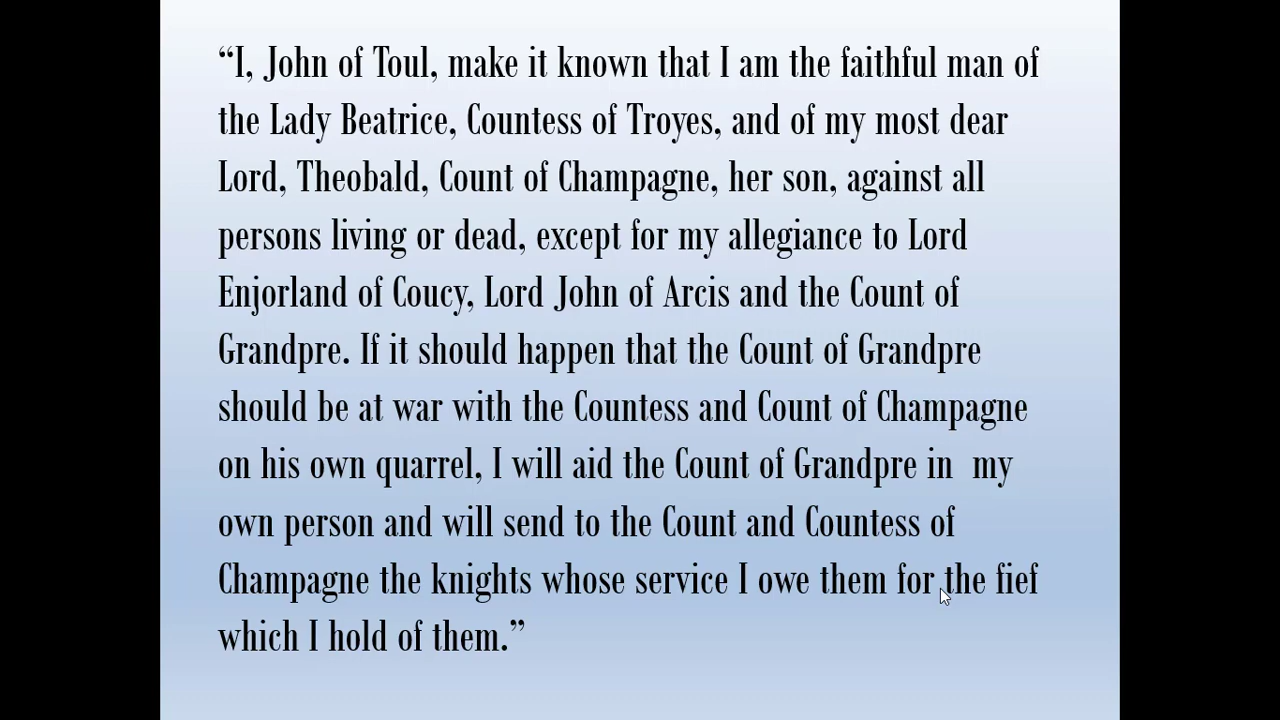 “I, John of Toul, make it known that I am the faithful man of
the Lady Beatrice, Countess of Troyes, and of my most dear
Lord, Theobald, Count of Champagne, her son, against all
persons living or dead, except for my allegiance to Lord
Enjorland of Coucy, Lord John of Arcis and the Count of
Grandpre. If it should happen that the Count of Grandpre
should be at war with the Countess and Count of Champagne
on his own quarrel, I will aid the Count of Grandpre in  my
own person and will send to the Count and Countess of
Champagne the knights whose service I owe them for the fief
which I hold of them.”